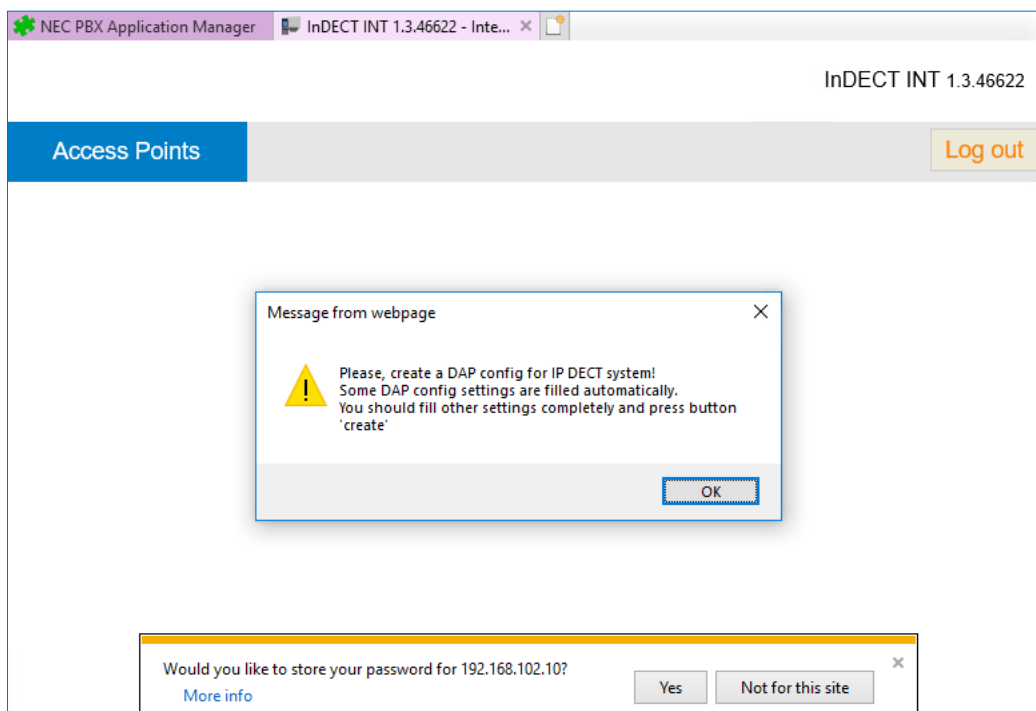 NEC PBX Application Manager
InDECT INT 1.3.46622 - Inte...
InDECT INT 1.3.46622
Access Points
Log out
Message from webpage
Please, create a DAP config for IP DECT system!
Some DAP config settings are filled automatically.
You should fill other settings completely and press button
'create'
OK
Would you like to store your password for 192.168.102.10?
More info
Yes
Not for this site